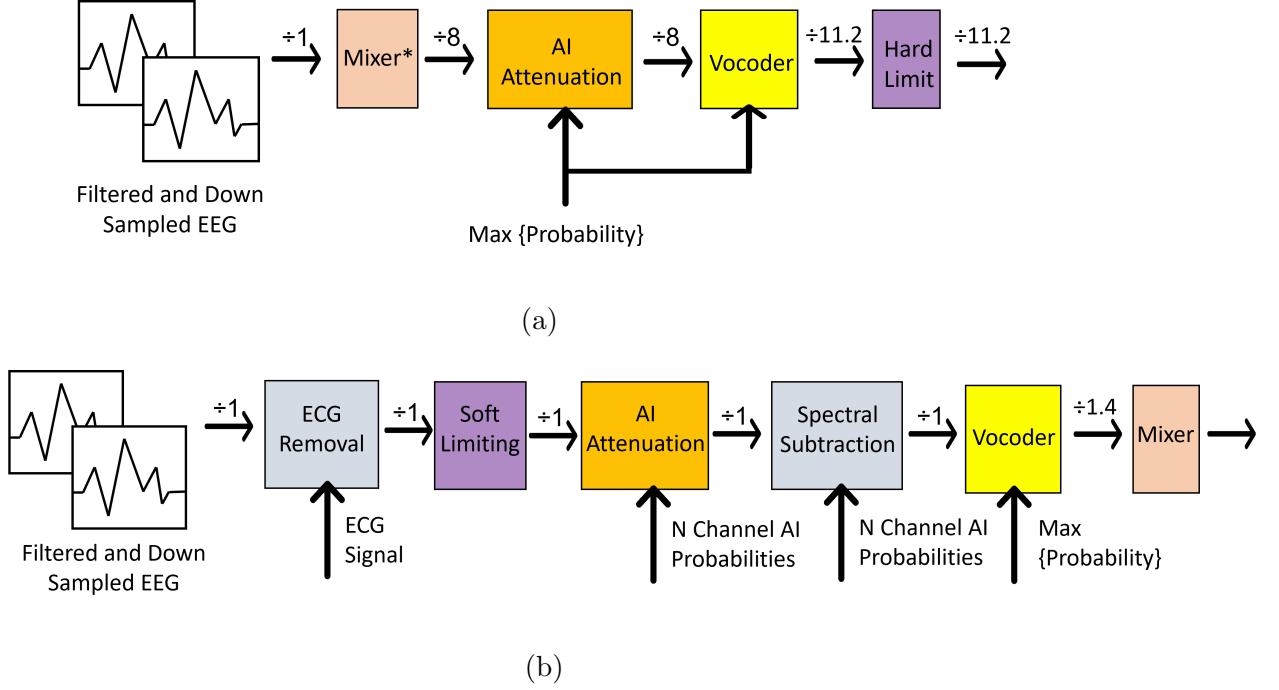 ÷1
Mixer*
÷8
AI
Attenuation
÷8
Vocoder
÷11.2
Hard
Limit
÷11.2
Filtered and Down
Sampled EEG
Max {Probability}
(a)
÷1
ECG
Removal
÷1
Soft
Limiting
÷1
AI
Attenuation
÷1
Spectral
Subtraction
÷1
Vocoder
÷1.4
Mixer
Filtered and Down
Sampled EEG
ECG
Signal
N Channel AI
Probabilities
N Channel AI
Probabilities
Max
{Probability}
(b)